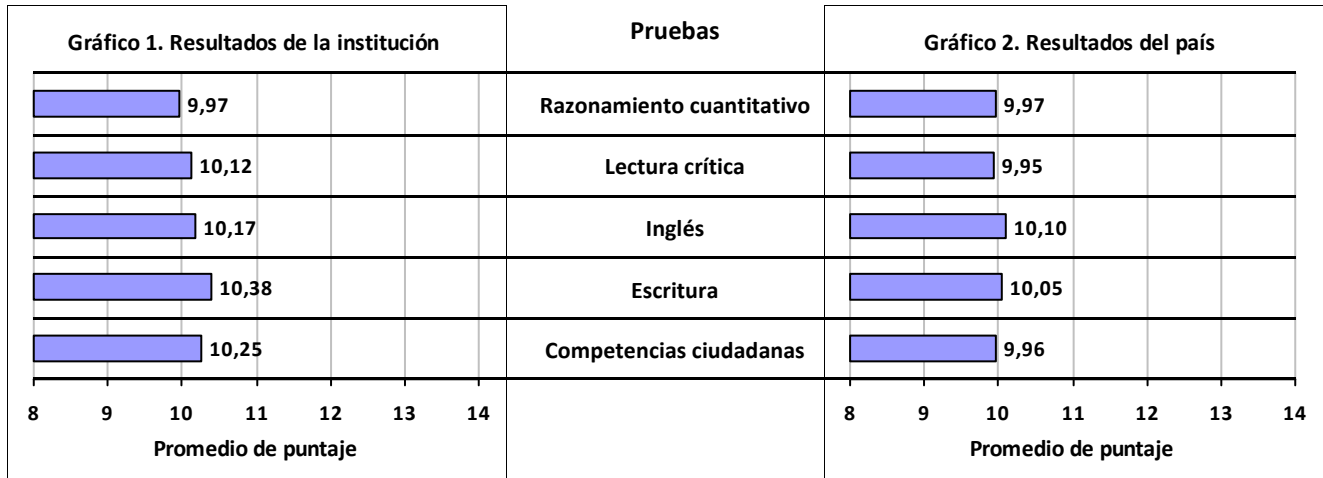 Gráfico 1. Resultados de la institución
Pruebas
Gráfico 2. Resultados del país
9,97
Razonamiento cuantitativo
9,97
10,12
Lectura crítica
9,95
10,17
Inglés
10,10
10,38
Escritura
10,05
10,25
Competencias ciudadanas
9,96
8 9 10 11 12 13 14
8 9 10 11 12 13 14
Promedio de puntaje
Promedio de puntaje